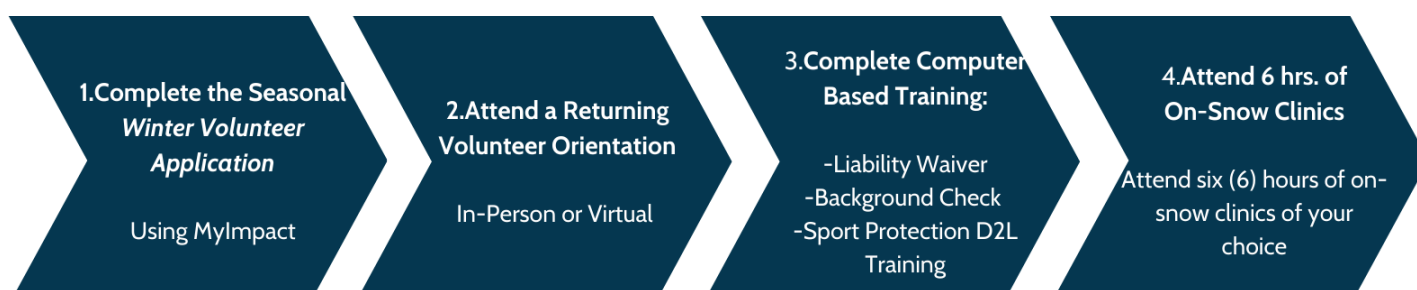 1.Complete the Seasonal
Winter Volunteer
Application
Using MyImpact
2.Attend a Returning
Volunteer Orientation
In-Person or Virtual
3.Complete Computer
Based Training:
-Liability Waiver
-Background Check
-Sport Protection D2L
Training
4.Attend 6 hrs. of
On-Snow Clinics
Attend six (6) hours of on-
snow clinics of your
choice